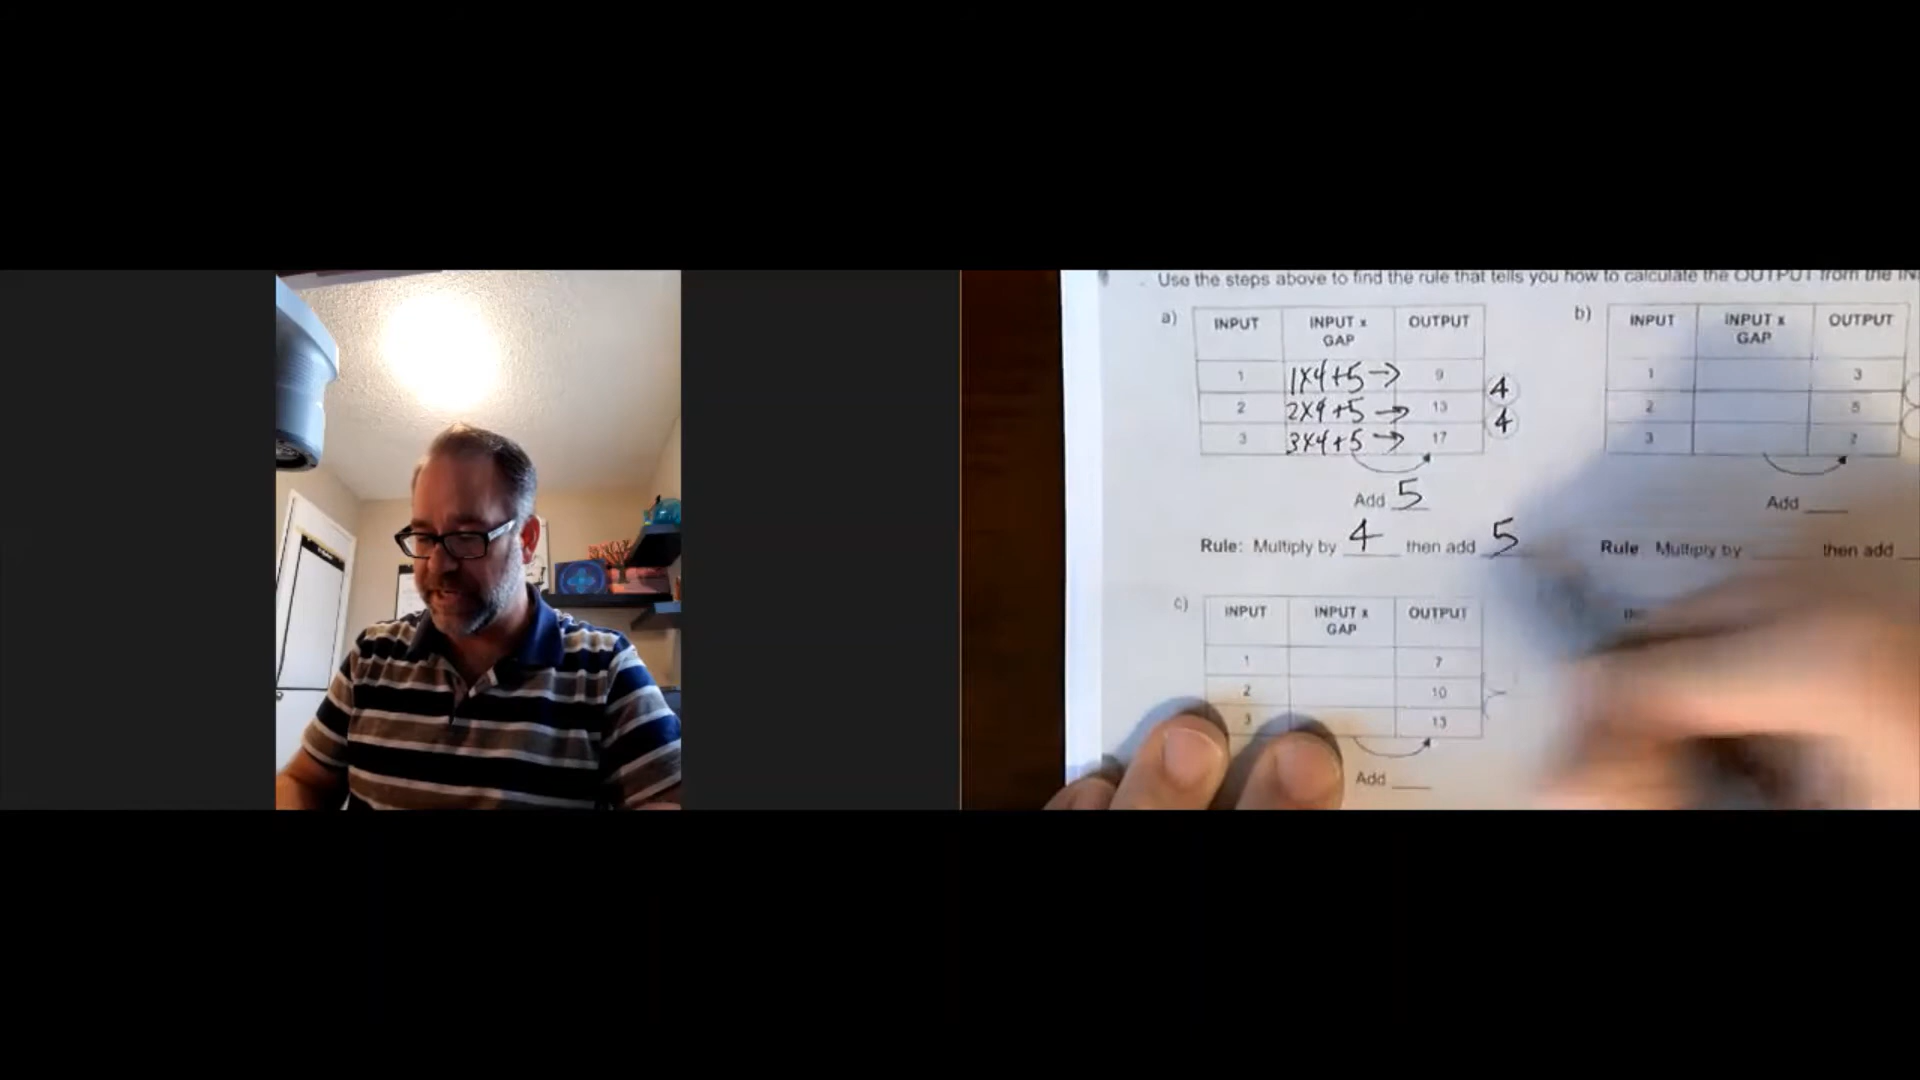 Use the steps above to find the rule that tells you how to calculate the OUTPUT from the
a)
INPUT INPUT x GAP OUTPUT
1 1x4+5→ 9
2 2x4+5→ 13
3 3x4+5→ 17
4
4
Add 5
Rule: Multiply by 4 then add 5
b)
INPUT INPUT x GAP OUTPUT
1 3
2 5
3
Add
Rule Multiply by then add
c)
INPUT INPUT x GAP OUTPUT
1 7
2 10
3 13
Add